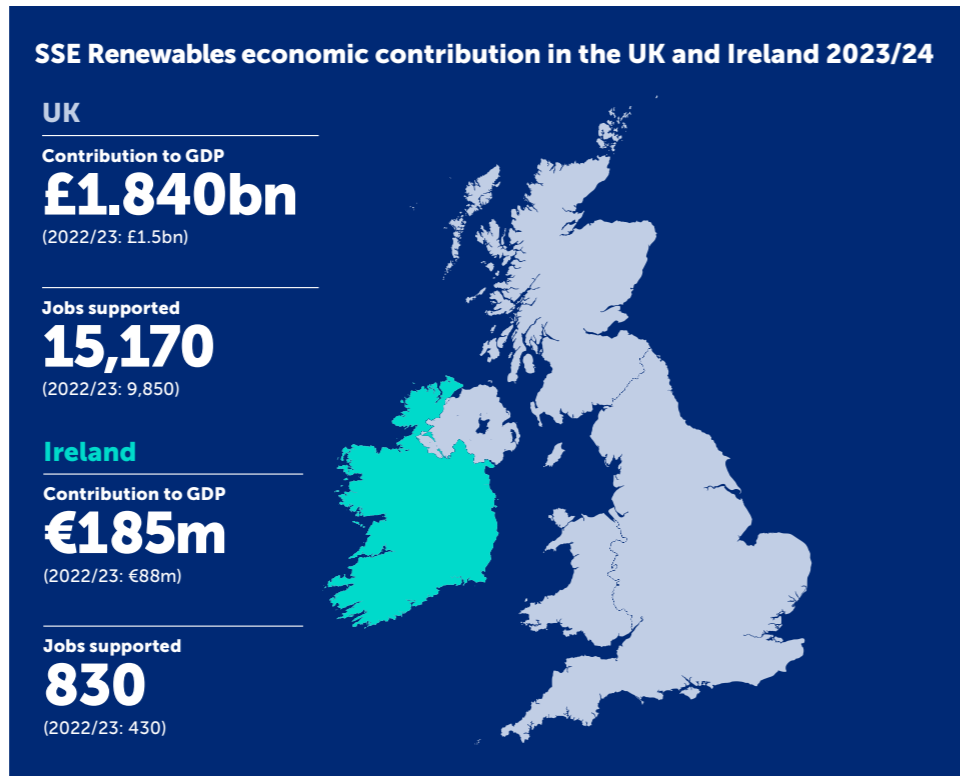 SSE Renewables economic contribution in the UK and Ireland 2023/24
UK
Contribution to GDP
£1.840bn
(2022/23: £1.5bn)
Jobs supported
15,170
(2022/23: 9,850)
Ireland
Contribution to GDP
€185m
(2022/23: €88m)
Jobs supported
830
(2022/23: 430)